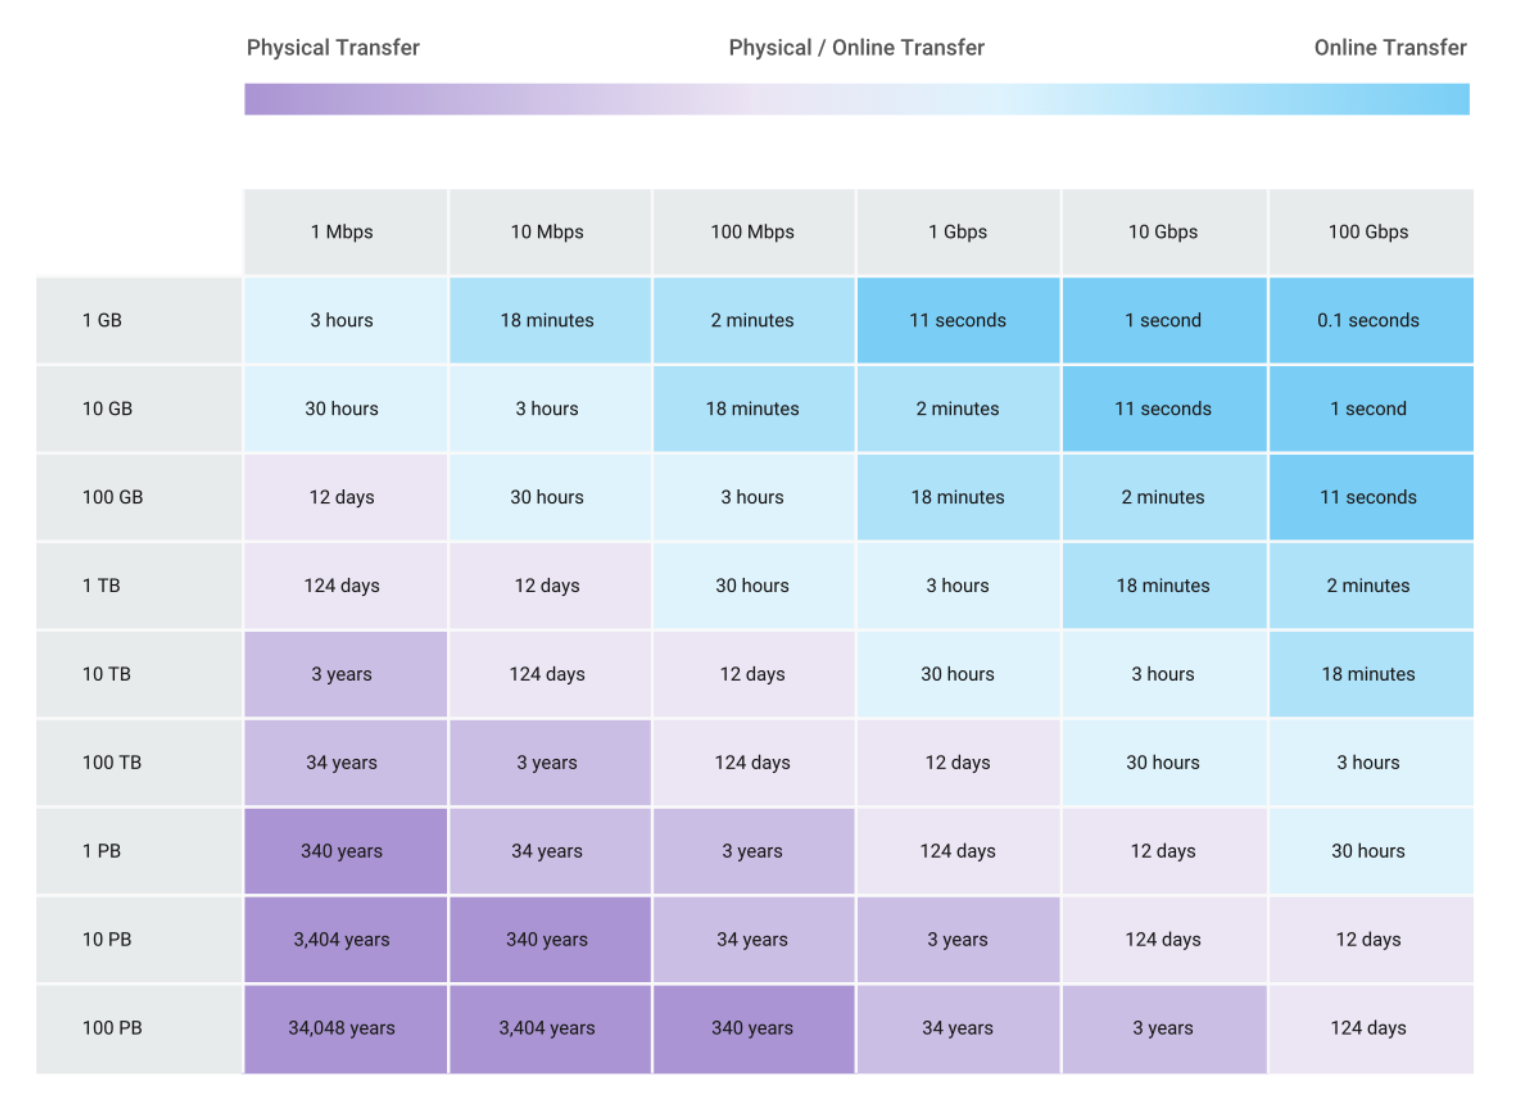 Physical Transfer Physical / Online Transfer Online Transfer
1 Mbps 10 Mbps 100 Mbps 1 Gbps 10 Gbps 100 Gbps
1 GB 3 hours 18 minutes 2 minutes 11 seconds 1 second 0.1 seconds
10 GB 30 hours 3 hours 18 minutes 2 minutes 11 seconds 1 second
100 GB 12 days 30 hours 3 hours 18 minutes 2 minutes 11 seconds
1 TB 124 days 12 days 30 hours 3 hours 18 minutes 2 minutes
10 TB 3 years 124 days 12 days 30 hours 3 hours 18 minutes
100 TB 34 years 3 years 124 days 12 days 30 hours 3 hours
1 PB 340 years 34 years 3 years 124 days 12 days 30 hours
10 PB 3,404 years 340 years 34 years 3 years 124 days 12 days
100 PB 34,048 years 3,404 years 340 years 34 years 3 years 124 days